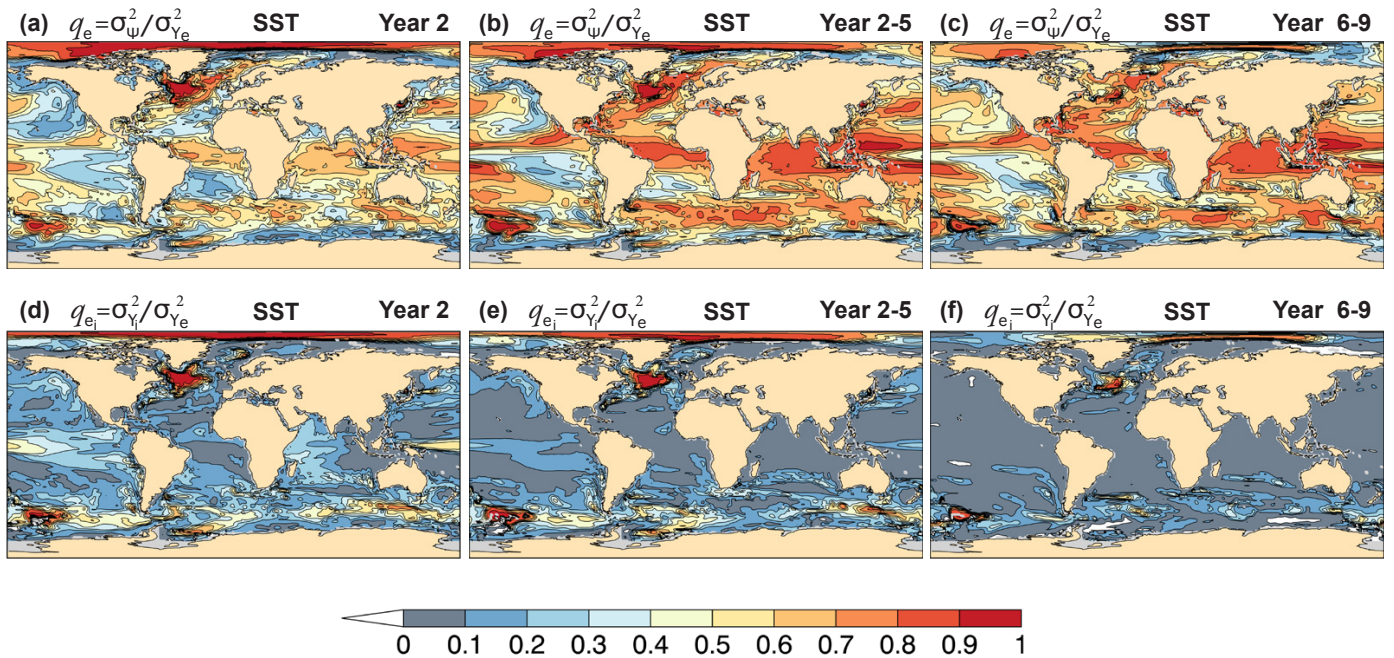 (a) qₑ=σ²_Ψ/σ²_Yₑ SST Year 2
(b) qₑ=σ²_Ψ/σ²_Yₑ SST Year 2-5
(c) qₑ=σ²_Ψ/σ²_Yₑ SST Year 6-9
(d) q_eᵢ=σ²_Yᵢ/σ²_Yₑ SST Year 2
(e) q_eᵢ=σ²_Yᵢ/σ²_Yₑ SST Year 2-5
(f) q_eᵢ=σ²_Yᵢ/σ²_Yₑ SST Year 6-9
0 0.1 0.2 0.3 0.4 0.5 0.6 0.7 0.8 0.9 1